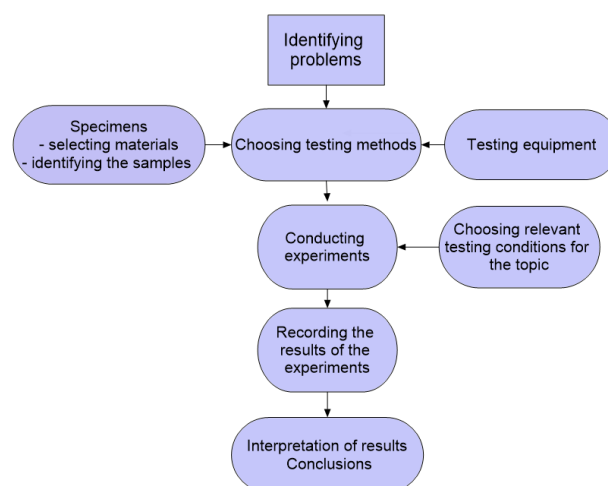 Identifying
problems
Specimens
- selecting materials
- identifying the samples
Choosing testing methods
Testing equipment
Conducting
experiments
Choosing relevant
testing conditions for
the topic
Recording the
results of the
experiments
Interpretation of results
Conclusions